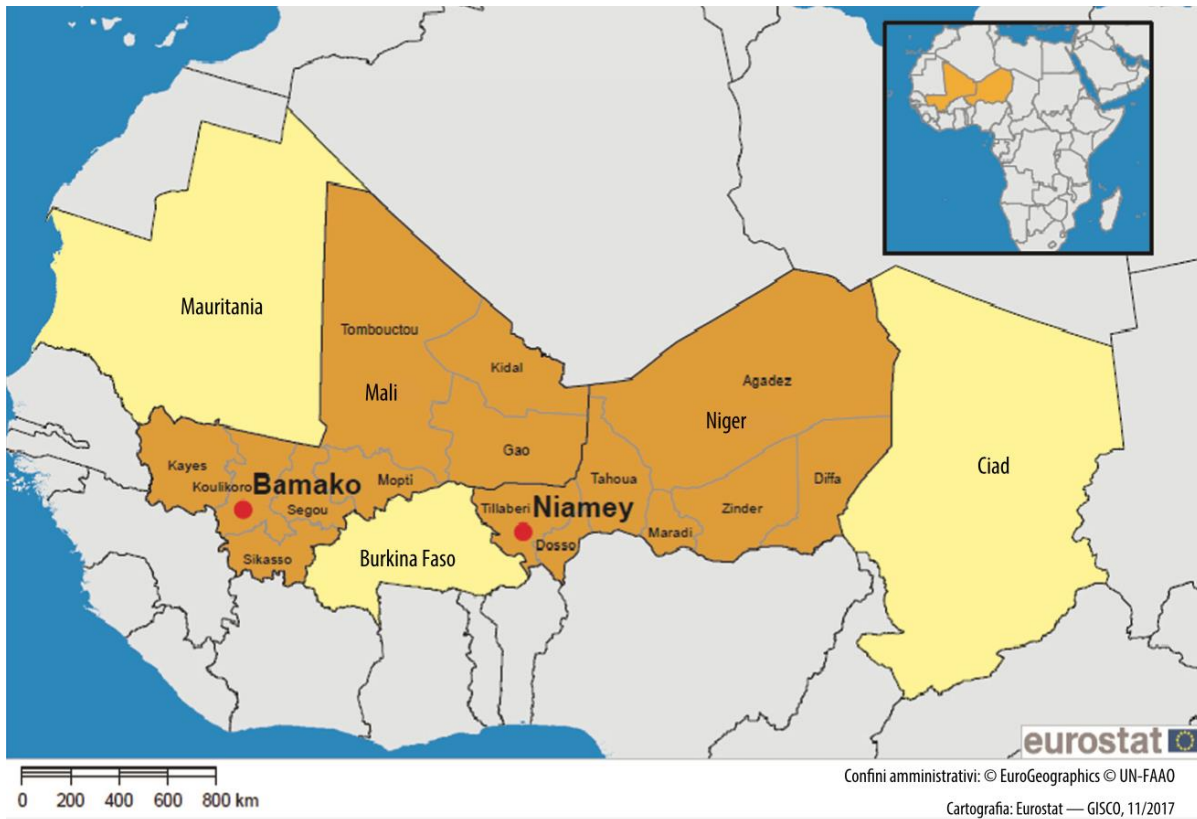 Mauritania
Tombouctou
Kidal
Mali
Agadez
Niger
Gao
Ciad
Kayes
Koulikoro
Bamako
Mopti
Segou
Tahoua
Diffa
Tillaberi
Niamey
Zinder
Maradi
Dosso
Sikasso
Burkina Faso
eurostat
0 200 400 600 800 km
Confini amministrativi: © EuroGeographics © UN-FAAO
Cartografia: Eurostat — GISCO, 11/2017